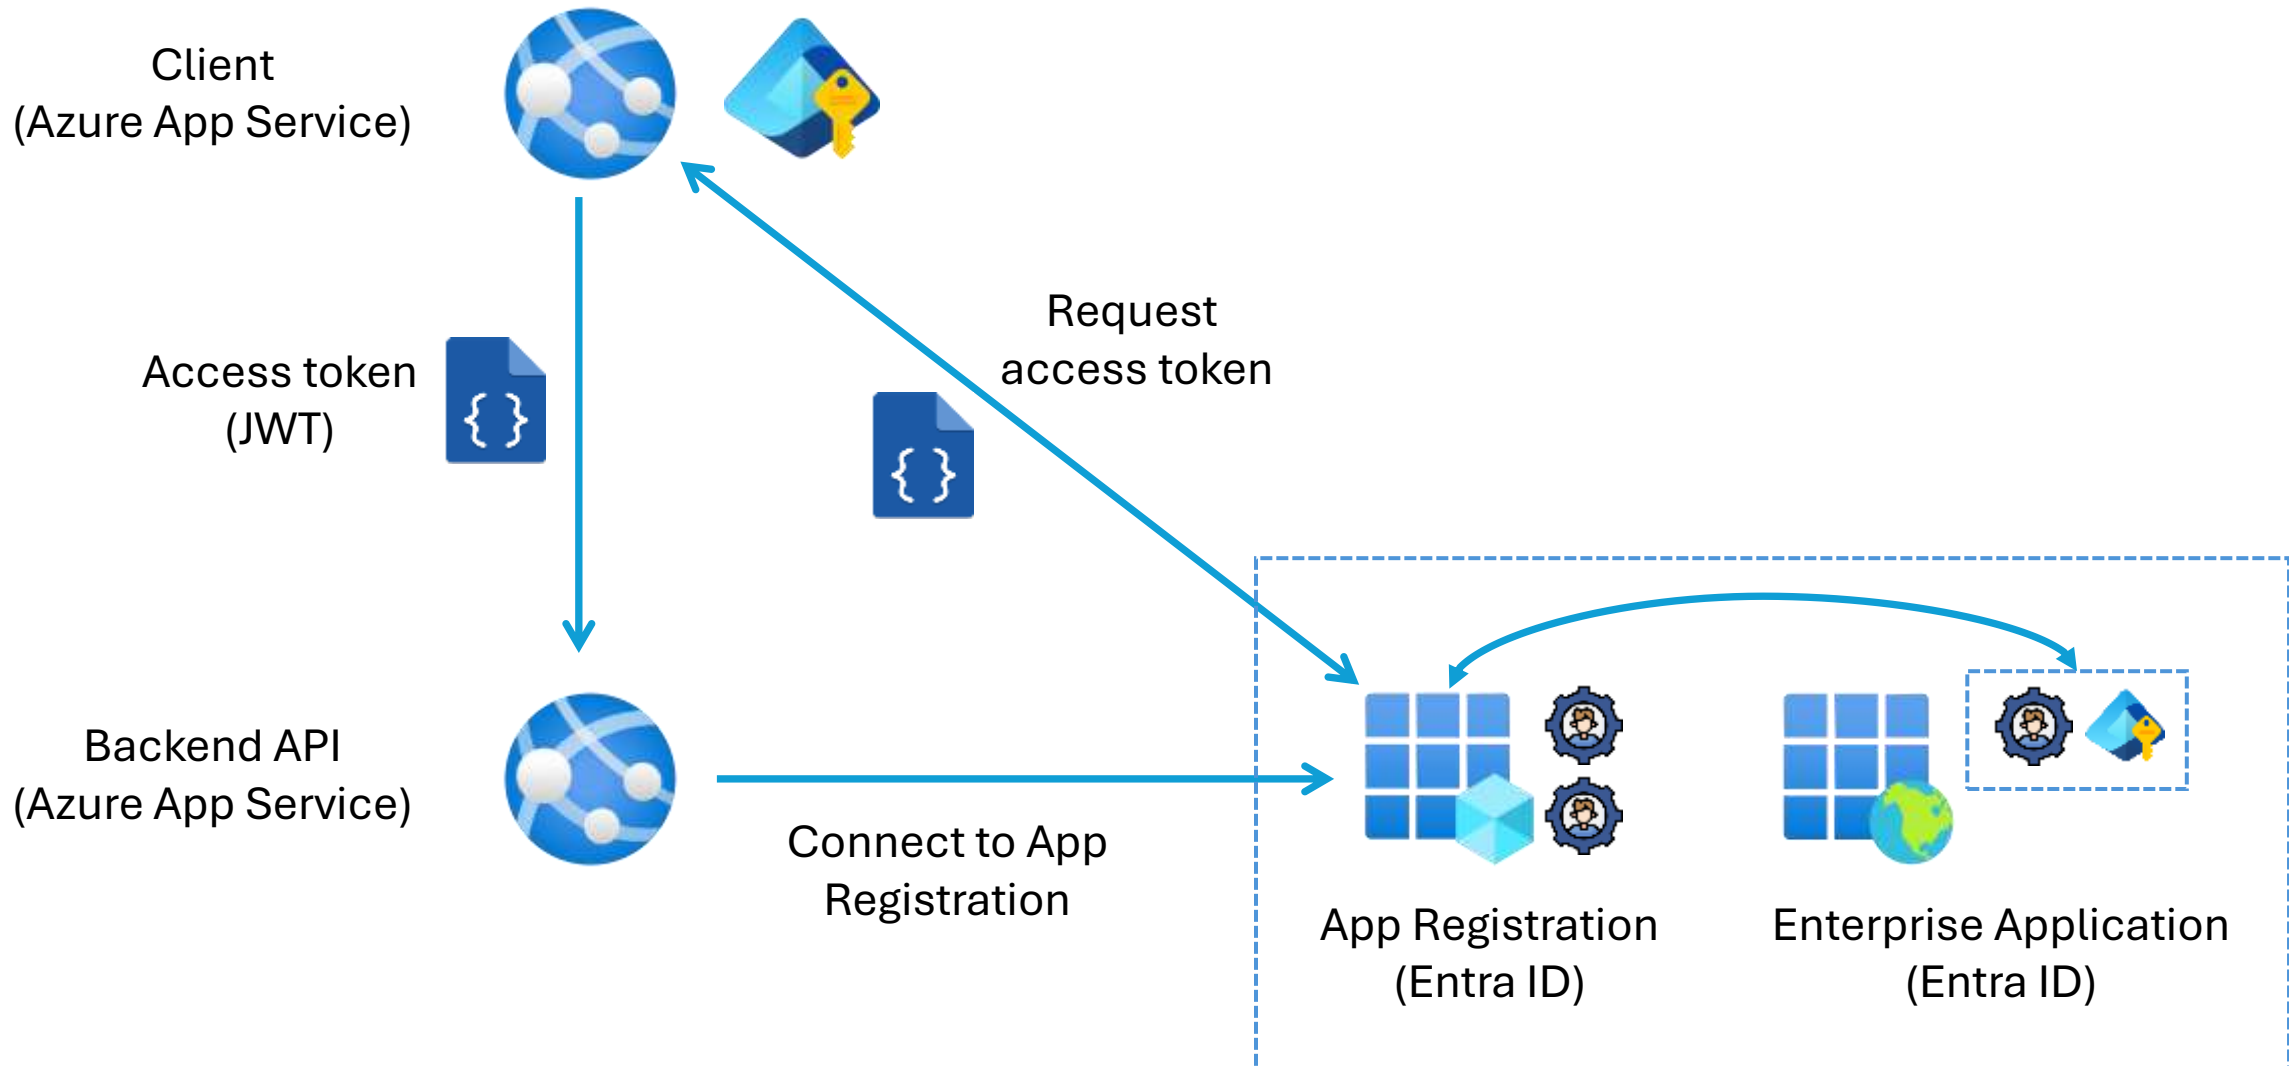 Client
(Azure App Service)
Request
access token
Access token
(JWT)
{ }
{ }
Backend API
(Azure App Service)
Connect to App
Registration
App Registration
(Entra ID)
Enterprise Application
(Entra ID)